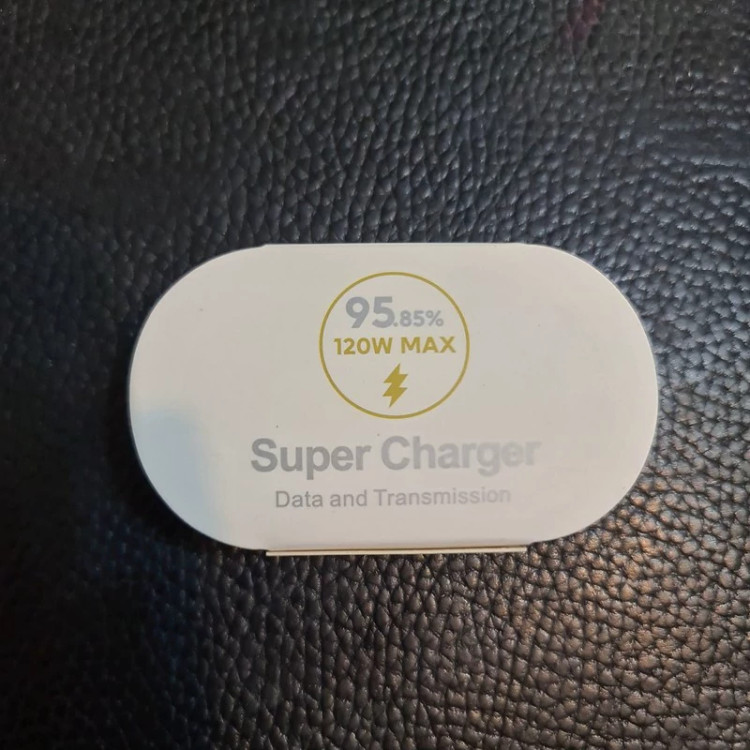 95.85%
120W MAX
Super Charger
Data and Transmission